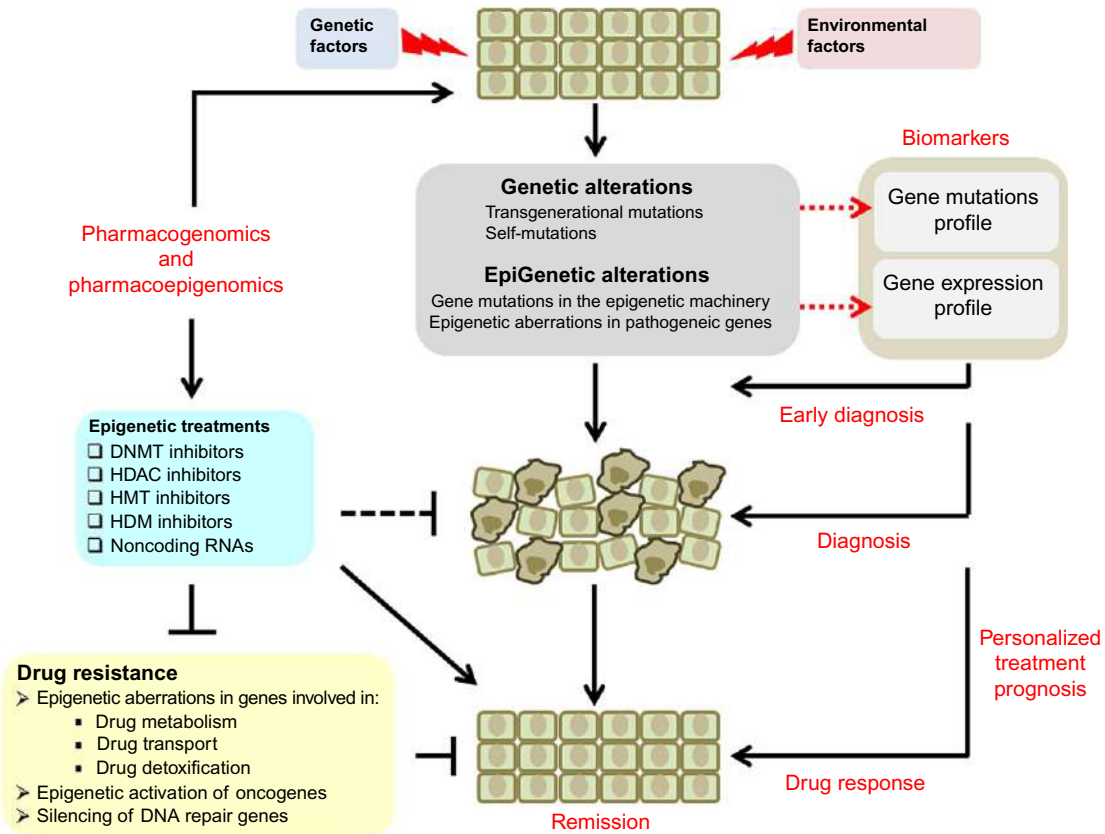 Genetic
factors
Environmental
factors
Biomarkers
Genetic alterations
Transgenerational mutations
Self-mutations
EpiGenetic alterations
Gene mutations in the epigenetic machinery
Epigenetic aberrations in pathogeneic genes
Gene mutations
profile
Gene expression
profile
Pharmacogenomics
and
pharmacoepigenomics
Early diagnosis
Epigenetic treatments
❑ DNMT inhibitors
❑ HDAC inhibitors
❑ HMT inhibitors
❑ HDM inhibitors
❑ Noncoding RNAs
Diagnosis
Personalized
treatment
prognosis
Drug resistance
➢ Epigenetic aberrations in genes involved in:
▪ Drug metabolism
▪ Drug transport
▪ Drug detoxification
➢ Epigenetic activation of oncogenes
➢ Silencing of DNA repair genes
Drug response
Remission